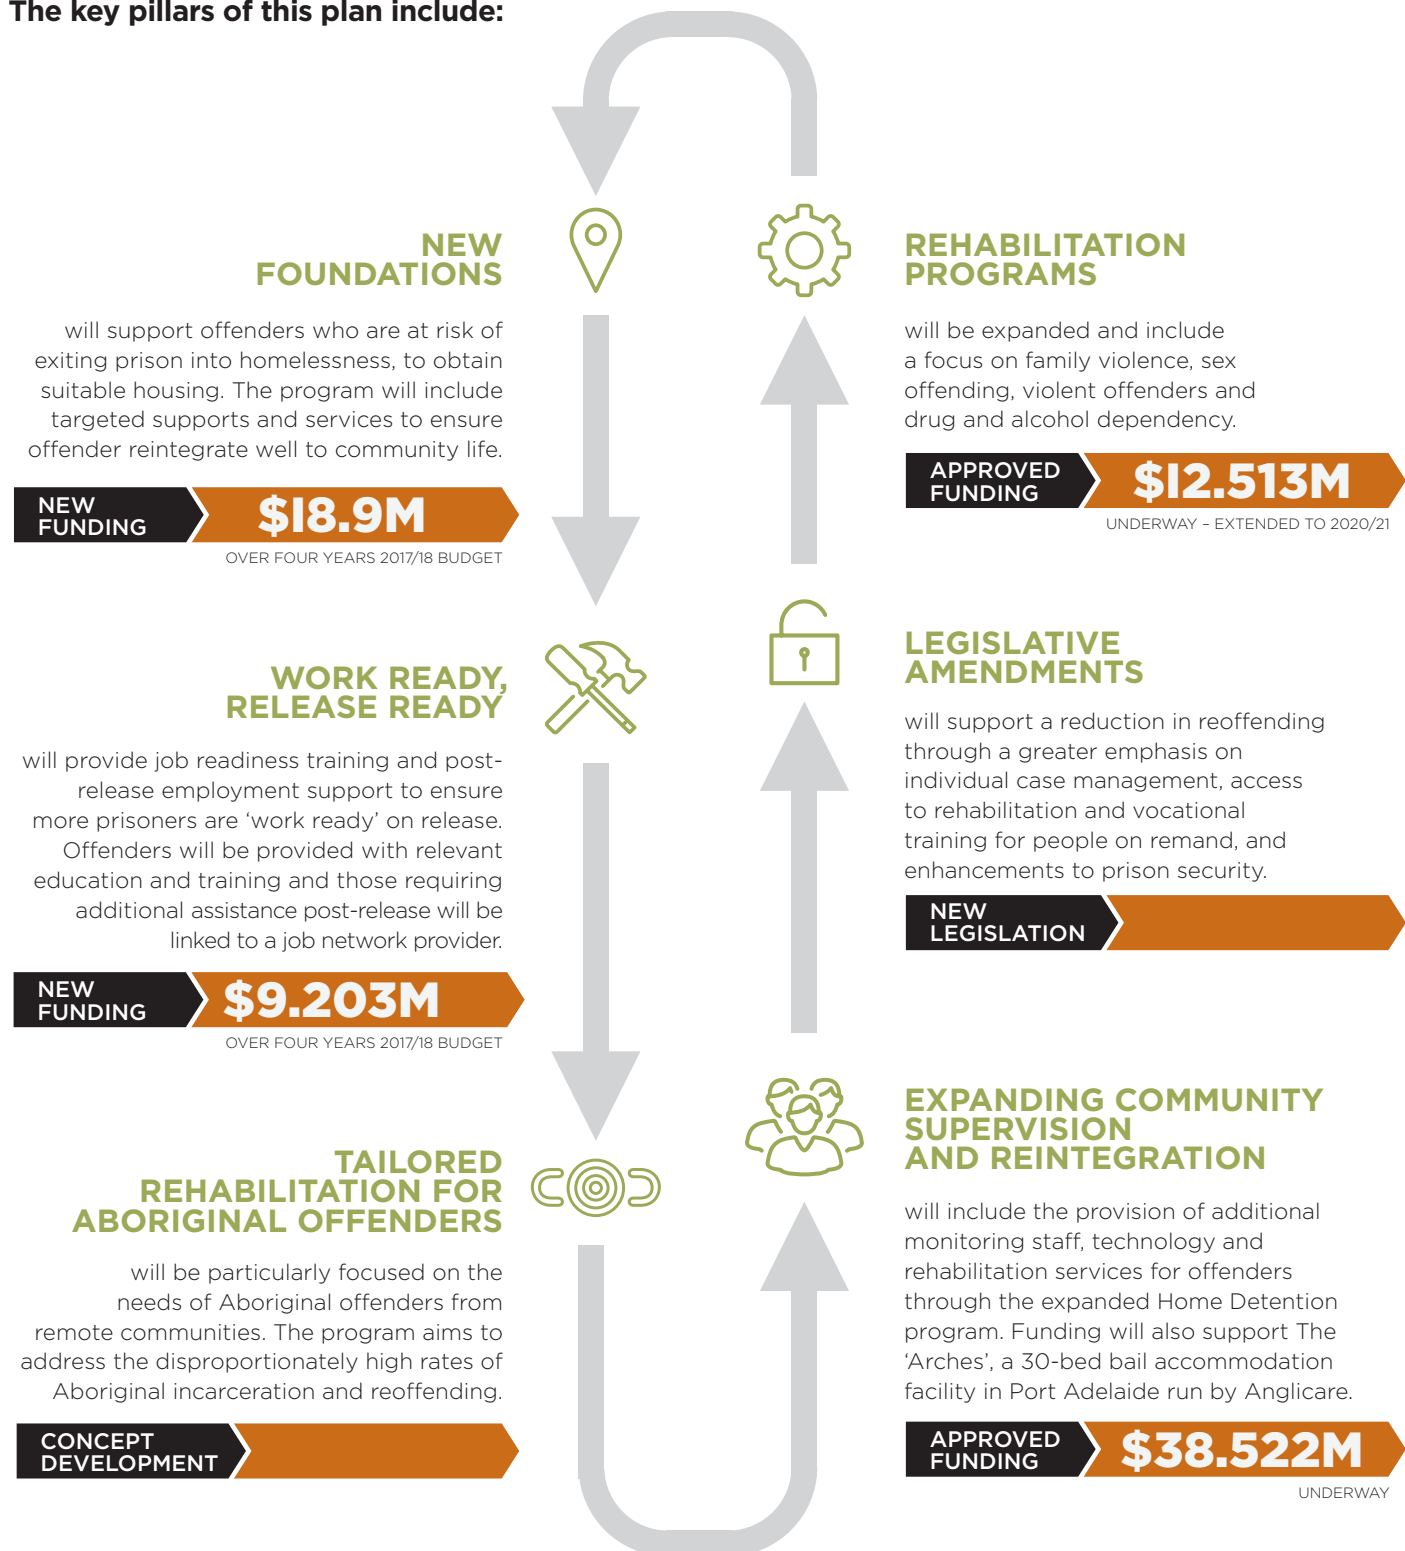 The key pillars of this plan include:
NEW
FOUNDATIONS
will support offenders who are at risk of
exiting prison into homelessness, to obtain
suitable housing. The program will include
targeted supports and services to ensure
offender reintegrate well to community life.
NEW
FUNDING
$18.9M
OVER FOUR YEARS 2017/18 BUDGET
WORK READY,
RELEASE READY
will provide job readiness training and post-
release employment support to ensure
more prisoners are ‘work ready’ on release.
Offenders will be provided with relevant
education and training and those requiring
additional assistance post-release will be
linked to a job network provider.
NEW
FUNDING
$9.203M
OVER FOUR YEARS 2017/18 BUDGET
TAILORED
REHABILITATION FOR
ABORIGINAL OFFENDERS
will be particularly focused on the
needs of Aboriginal offenders from
remote communities. The program aims to
address the disproportionately high rates of
Aboriginal incarceration and reoffending.
CONCEPT
DEVELOPMENT
REHABILITATION
PROGRAMS
will be expanded and include
a focus on family violence, sex
offending, violent offenders and
drug and alcohol dependency.
APPROVED
FUNDING
$12.513M
UNDERWAY – EXTENDED TO 2020/21
LEGISLATIVE
AMENDMENTS
will support a reduction in reoffending
through a greater emphasis on
individual case management, access
to rehabilitation and vocational
training for people on remand, and
enhancements to prison security.
NEW
LEGISLATION
EXPANDING COMMUNITY
SUPERVISION
AND REINTEGRATION
will include the provision of additional
monitoring staff, technology and
rehabilitation services for offenders
through the expanded Home Detention
program. Funding will also support The
‘Arches’, a 30-bed bail accommodation
facility in Port Adelaide run by Anglicare.
APPROVED
FUNDING
$38.522M
UNDERWAY